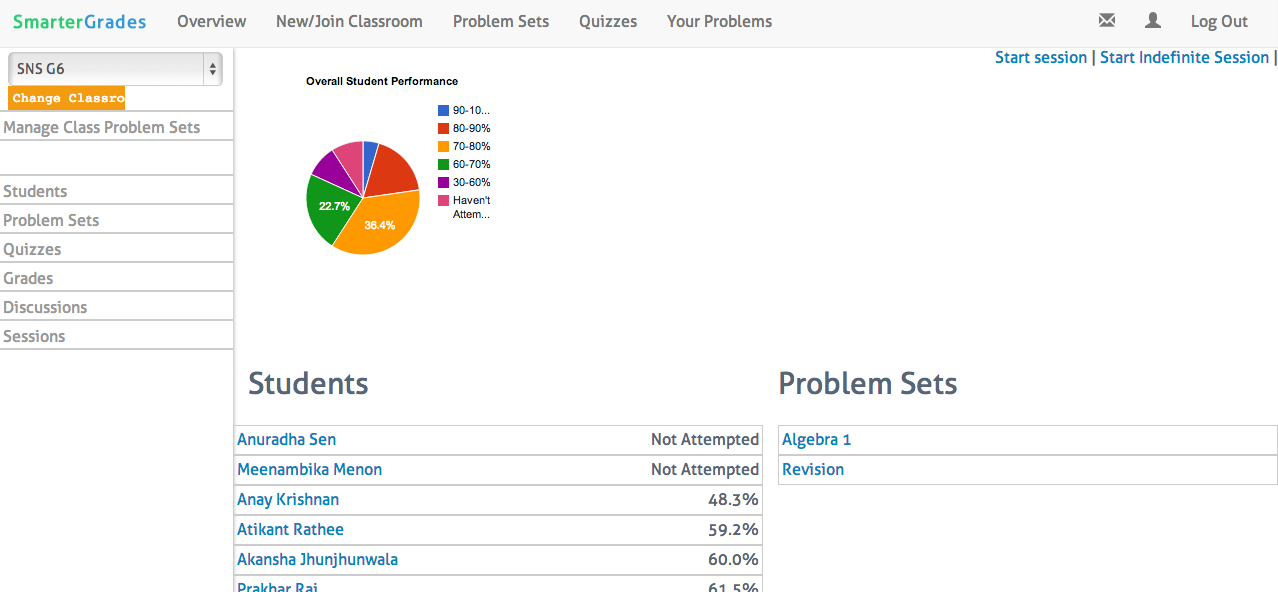 SmarterGrades Overview New/Join Classroom Problem Sets Quizzes Your Problems Log Out
Start session | Start Indefinite Session |
SNS G6
Change Classro
Manage Class Problem Sets
Students
Problem Sets
Quizzes
Grades
Discussions
Sessions
Overall Student Performance
90-10...
80-90%
70-80%
60-70%
30-60%
Haven't
Attem...
22.7%
36.4%
Students
Anuradha Sen Not Attempted
Meenambika Menon Not Attempted
Anay Krishnan 48.3%
Atikant Rathee 59.2%
Akansha Jhunjhunwala 60.0%
Prakhar Rai 61.5%
Problem Sets
Algebra 1
Revision